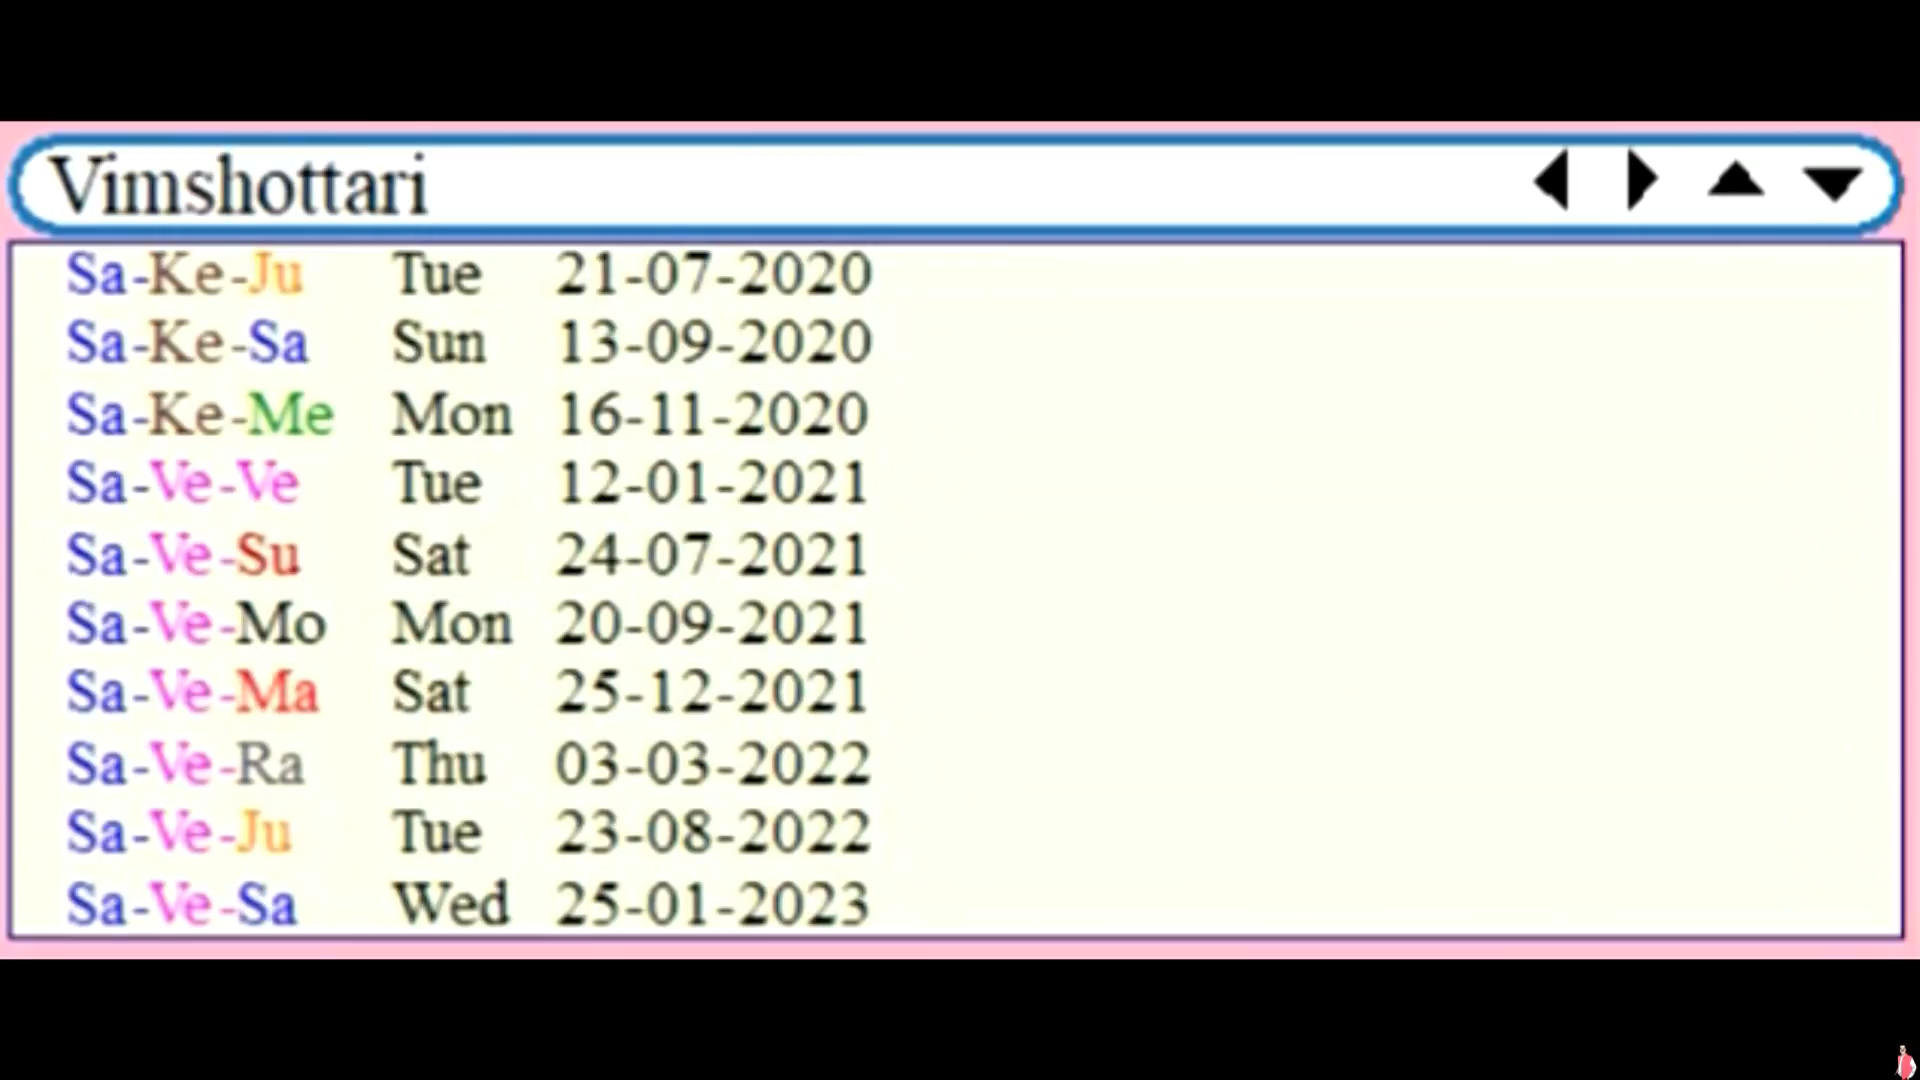 Vimshottari
Sa-Ke-Ju Tue 21-07-2020
Sa-Ke-Sa Sun 13-09-2020
Sa-Ke-Me Mon 16-11-2020
Sa-Ve-Ve Tue 12-01-2021
Sa-Ve-Su Sat 24-07-2021
Sa-Ve-Mo Mon 20-09-2021
Sa-Ve-Ma Sat 25-12-2021
Sa-Ve-Ra Thu 03-03-2022
Sa-Ve-Ju Tue 23-08-2022
Sa-Ve-Sa Wed 25-01-2023